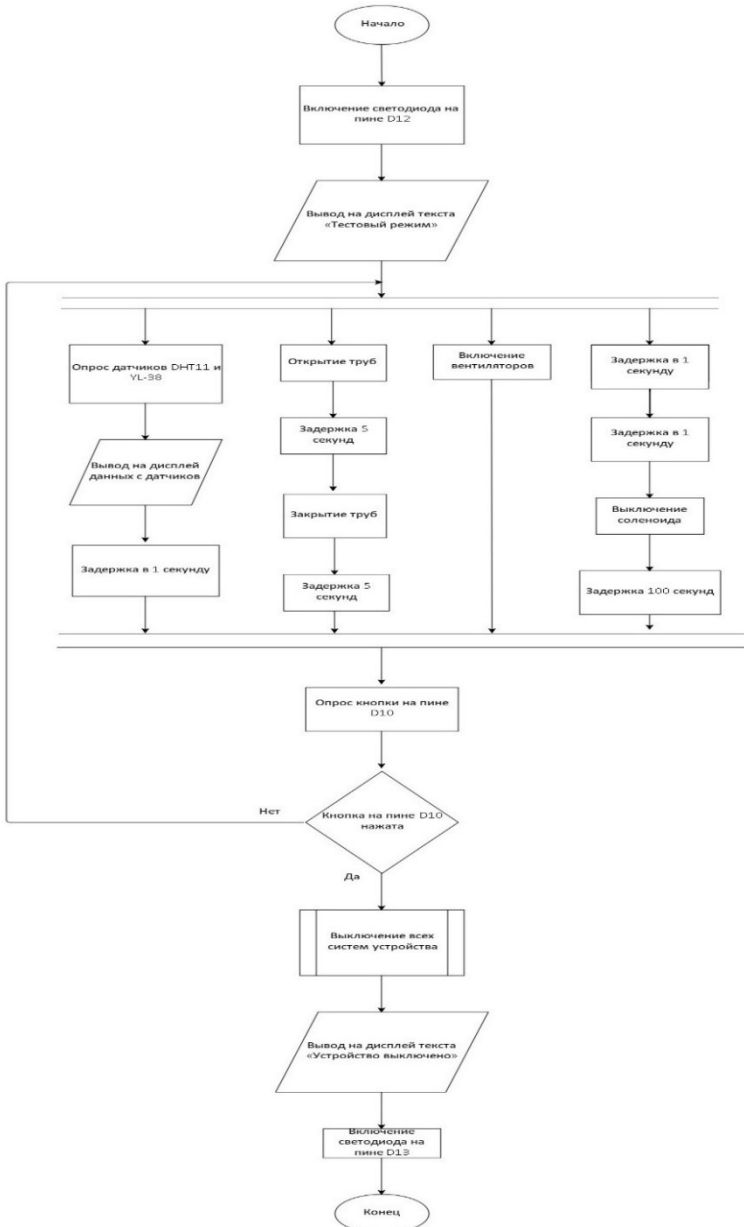 Начало
Включение светодиода на
пине D12
Вывод на дисплей текста
«Тестовый режим»
Опрос датчиков DHT11 и
YL-38
Вывод на дисплей
данных с датчиков
Задержка в 1 секунду
Открытие труб
Задержка 5
секунд
Закрытие труб
Задержка 5
секунд
Включение
вентиляторов
Задержка в 1
секунду
Задержка в 1
секунду
Выключение
соленоида
Задержка 100 секунд
Опрос кнопки на пине
D10
Нет
Кнопка на пине D10
нажата
Да
Выключение всех
систем устройства
Вывод на дисплей текста
«Устройство выключено»
Включение
светодиода на
пине D13
Конец